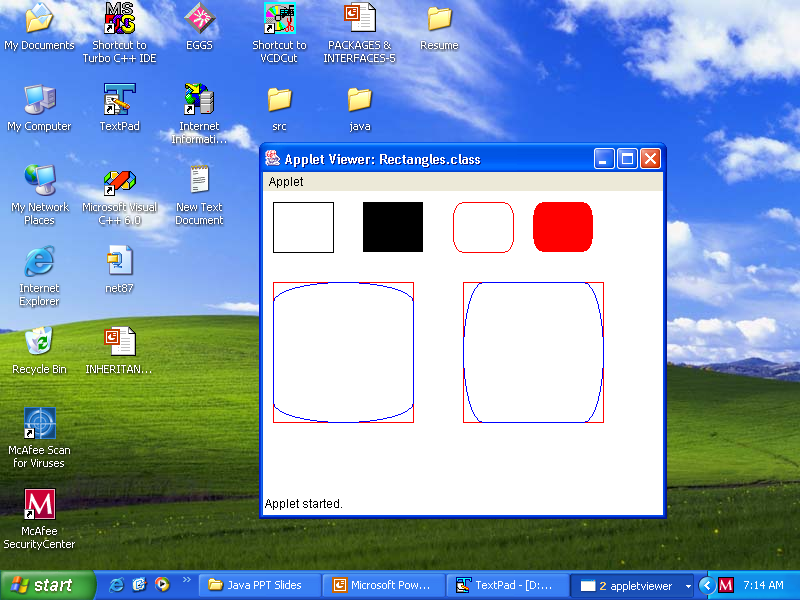 My Documents
Shortcut to
Turbo C++ IDE
EGGS
Shortcut to
VCDCut
PACKAGES &
INTERFACES-5
Resume
My Computer
TextPad
Internet
Informati...
src
java
My Network
Places
Microsoft Visual
C++ 6.0
New Text
Document
Internet
Explorer
net87
Recycle Bin
INHERITAN...
McAfee Scan
for Viruses
McAfee
SecurityCenter
Applet Viewer: Rectangles.class
Applet
Applet started.
start
Java PPT Slides
Microsoft Pow...
TextPad - [D:...
2 appletviewer
7:14 AM